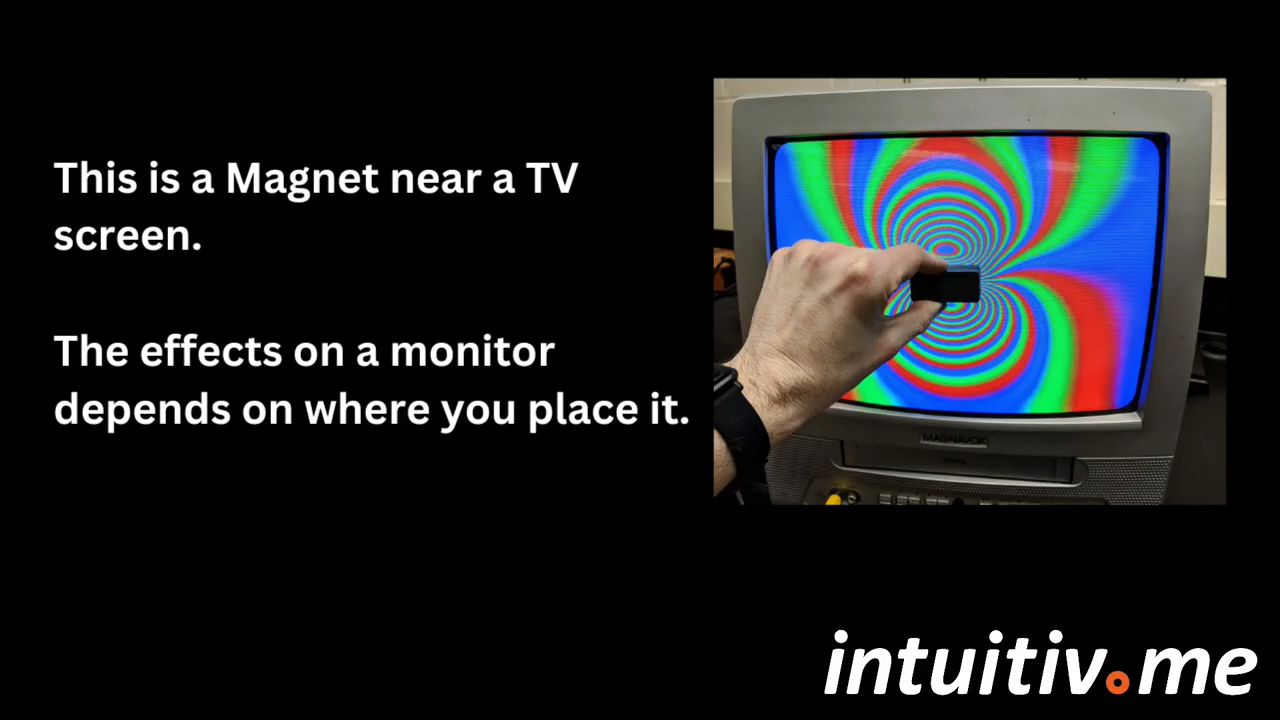 This is a Magnet near a TV
screen.
The effects on a monitor
depends on where you place it.
MAGNAVOX
intuitiv.me